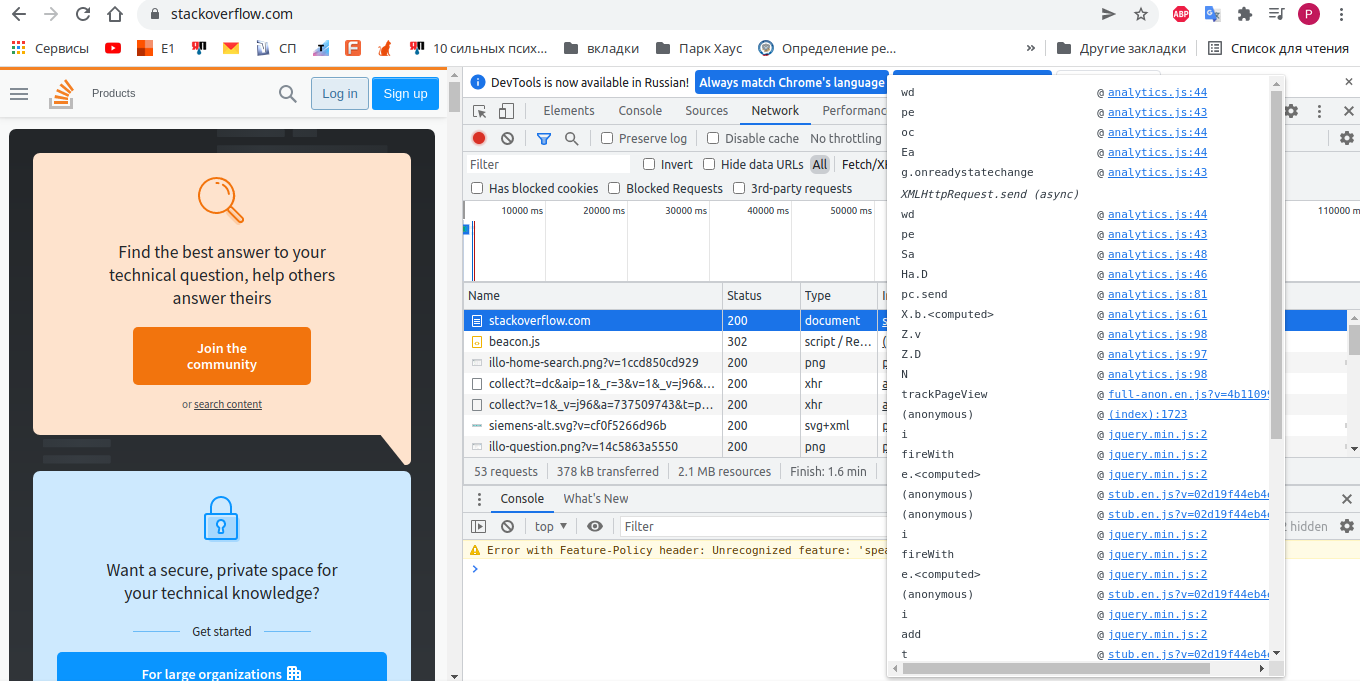 stackoverflow.com
ABP
P
Сервисы
E1
СП
10 сильных псих...
вкладки
Парк Хаус
Определение ре...
»
Другие закладки
Список для чтения
Products
Log in
Sign up
Find the best answer to your
technical question, help others
answer theirs
Join the
community
or search content
Want a secure, private space for
your technical knowledge?
Get started
For large organizations
DevTools is now available in Russian!
Always match Chrome's language
Elements
Console
Sources
Network
Performanc
Preserve log
Disable cache
No throttling
Filter
Invert
Hide data URLs
All
Fetch/XH
Has blocked cookies
Blocked Requests
3rd-party requests
10000 ms
20000 ms
30000 ms
40000 ms
50000 ms
110000 m
Name
Status
Type
stackoverflow.com
200
document
beacon.js
302
script / Re...
illo-home-search.png?v=1ccd850cd929
200
png
collect?t=dc&aip=1&_r=3&v=1&_v=j96&...
200
xhr
collect?v=1&_v=j96&a=737509743&t=p...
200
xhr
siemens-alt.svg?v=cf0f5266d96b
200
svg+xml
illo-question.png?v=14c5863a5550
200
png
53 requests
378 kB transferred
2.1 MB resources
Finish: 1.6 min
Console
What's New
top
Filter
2 hidden
Error with Feature-Policy header: Unrecognized feature: 'spea
wd @ analytics.js:44
pe @ analytics.js:43
oc @ analytics.js:44
Ea @ analytics.js:44
g.onreadystatechange @ analytics.js:43
XMLHttpRequest.send (async)
wd @ analytics.js:44
pe @ analytics.js:43
Sa @ analytics.js:48
Ha.D @ analytics.js:46
pc.send @ analytics.js:81
X.b.<computed> @ analytics.js:61
Z.v @ analytics.js:98
Z.D @ analytics.js:97
N @ analytics.js:98
trackPageView @ full-anon.en.js?v=4b11099
(anonymous) @ (index):1723
i @ jquery.min.js:2
fireWith @ jquery.min.js:2
e.<computed> @ jquery.min.js:2
(anonymous) @ stub.en.js?v=02d19f44eb4e
(anonymous) @ stub.en.js?v=02d19f44eb4e
i @ jquery.min.js:2
fireWith @ jquery.min.js:2
e.<computed> @ jquery.min.js:2
(anonymous) @ stub.en.js?v=02d19f44eb4e
i @ jquery.min.js:2
add @ jquery.min.js:2
t @ stub.en.js?v=02d19f44eb4e